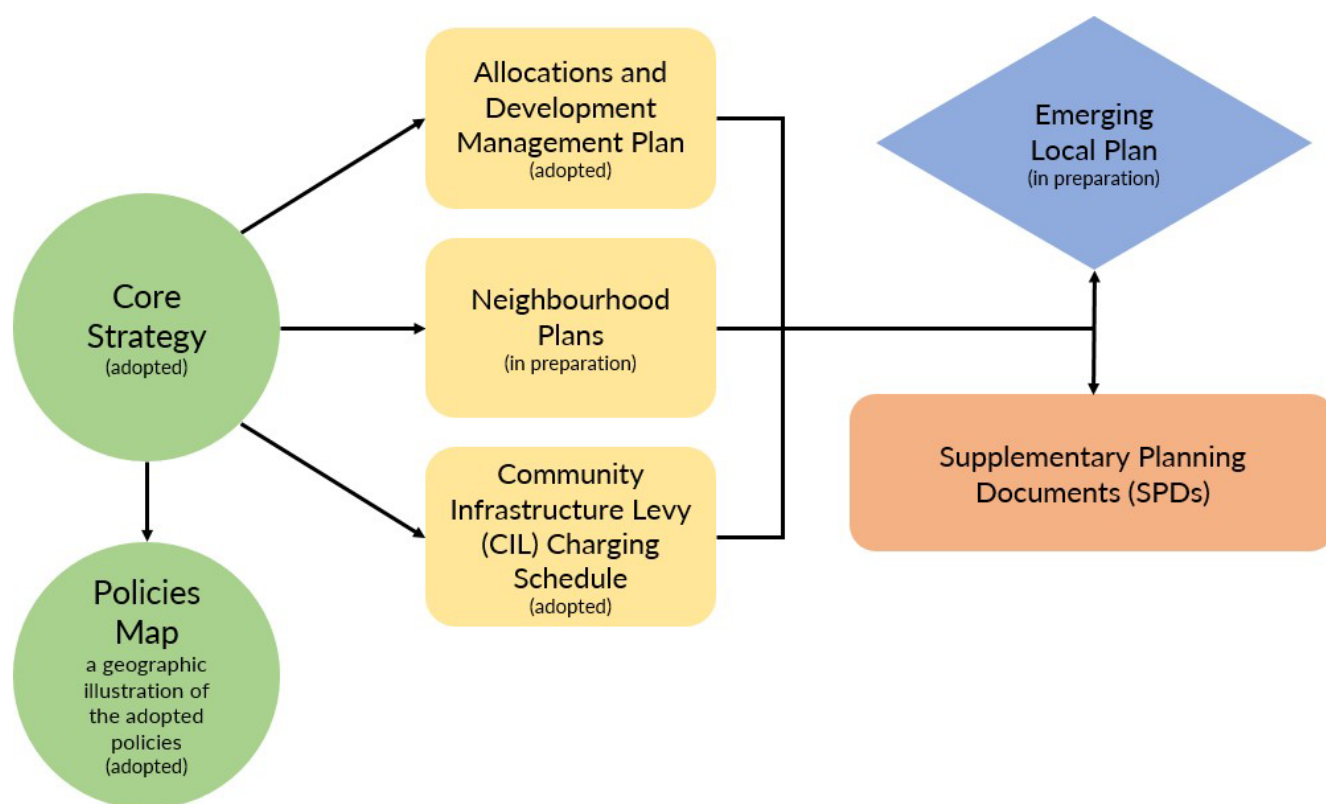 Core
Strategy
(adopted)
Policies
Map
a geographic
illustration of
the adopted
policies
(adopted)
Allocations and
Development
Management Plan
(adopted)
Neighbourhood
Plans
(in preparation)
Community
Infrastructure Levy
(CIL) Charging
Schedule
(adopted)
Emerging
Local Plan
(in preparation)
Supplementary Planning
Documents (SPDs)